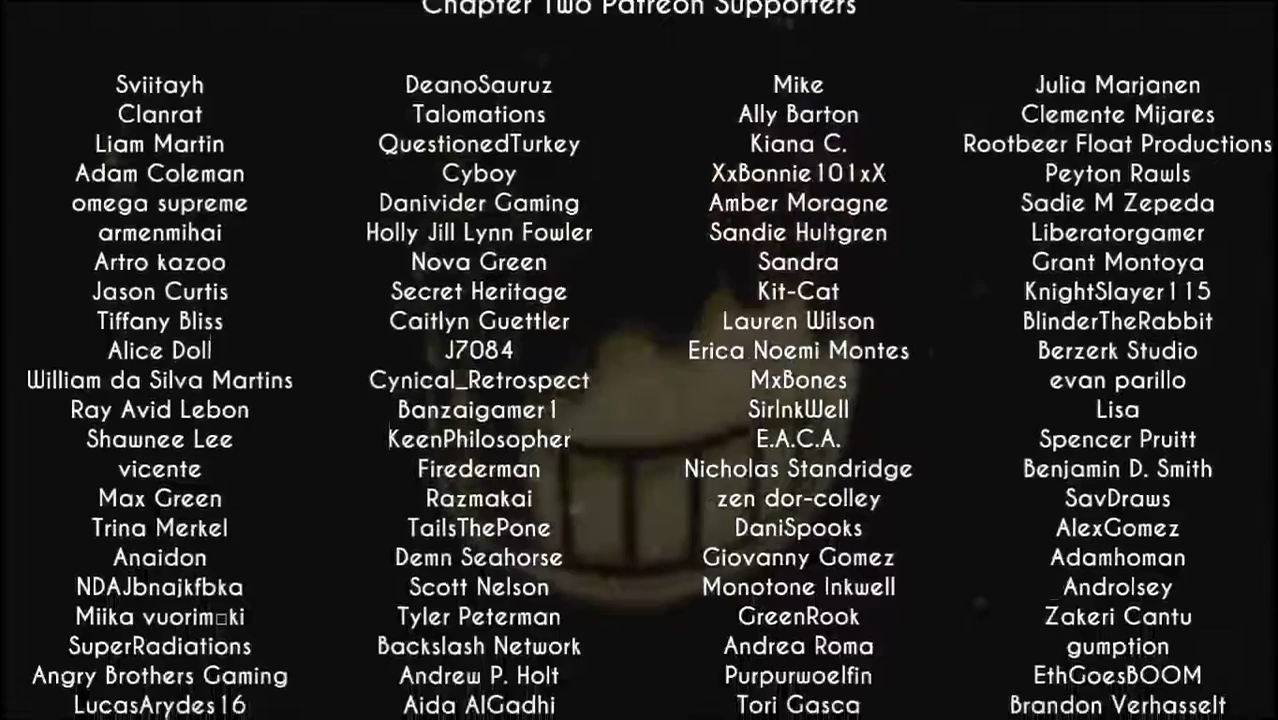 Chapter Two Patreon Supporters
Sviitayh DeanoSauruz Mike Julia Marjanen
Clanrat Talomations Ally Barton Clemente Mijares
Liam Martin QuestionedTurkey Kiana C. Rootbeer Float Productions
Adam Coleman Cyboy XxBonnie101xX Peyton Rawls
omega supreme Danivider Gaming Amber Moragne Sadie M Zepeda
armenmihai Holly Jill Lynn Fowler Sandie Hultgren Liberatorgamer
Artro kazoo Nova Green Sandra Grant Montoya
Jason Curtis Secret Heritage Kit-Cat KnightSlayer115
Tiffany Bliss Caitlyn Guettler Lauren Wilson BlinderTheRabbit
Alice Doll J7084 Erica Noemi Montes Berzerk Studio
William da Silva Martins Cynical_Retrospect MxBones evan parillo
Ray Avid Lebon Banzaigamer1 SirInkWell Lisa
Shawnee Lee KeenPhilosopher E.A.C.A. Spencer Pruitt
vicente Firederman Nicholas Standridge Benjamin D. Smith
Max Green Razmakai zen dor-colley SavDraws
Trina Merkel TailsThePone DaniSpooks AlexGomez
Anaidon Demn Seahorse Giovanny Gomez Adamhoman
NDAJbnajkfbka Scott Nelson Monotone Inkwell Androlsey
Miika vuorim□ki Tyler Peterman GreenRook Zakeri Cantu
SuperRadiations Backslash Network Andrea Roma gumption
Angry Brothers Gaming Andrew P. Holt Purpurwoelfin EthGoesBOOM
LucasArydes16 Aida AlGadhi Tori Gasca Brandon Verhasselt